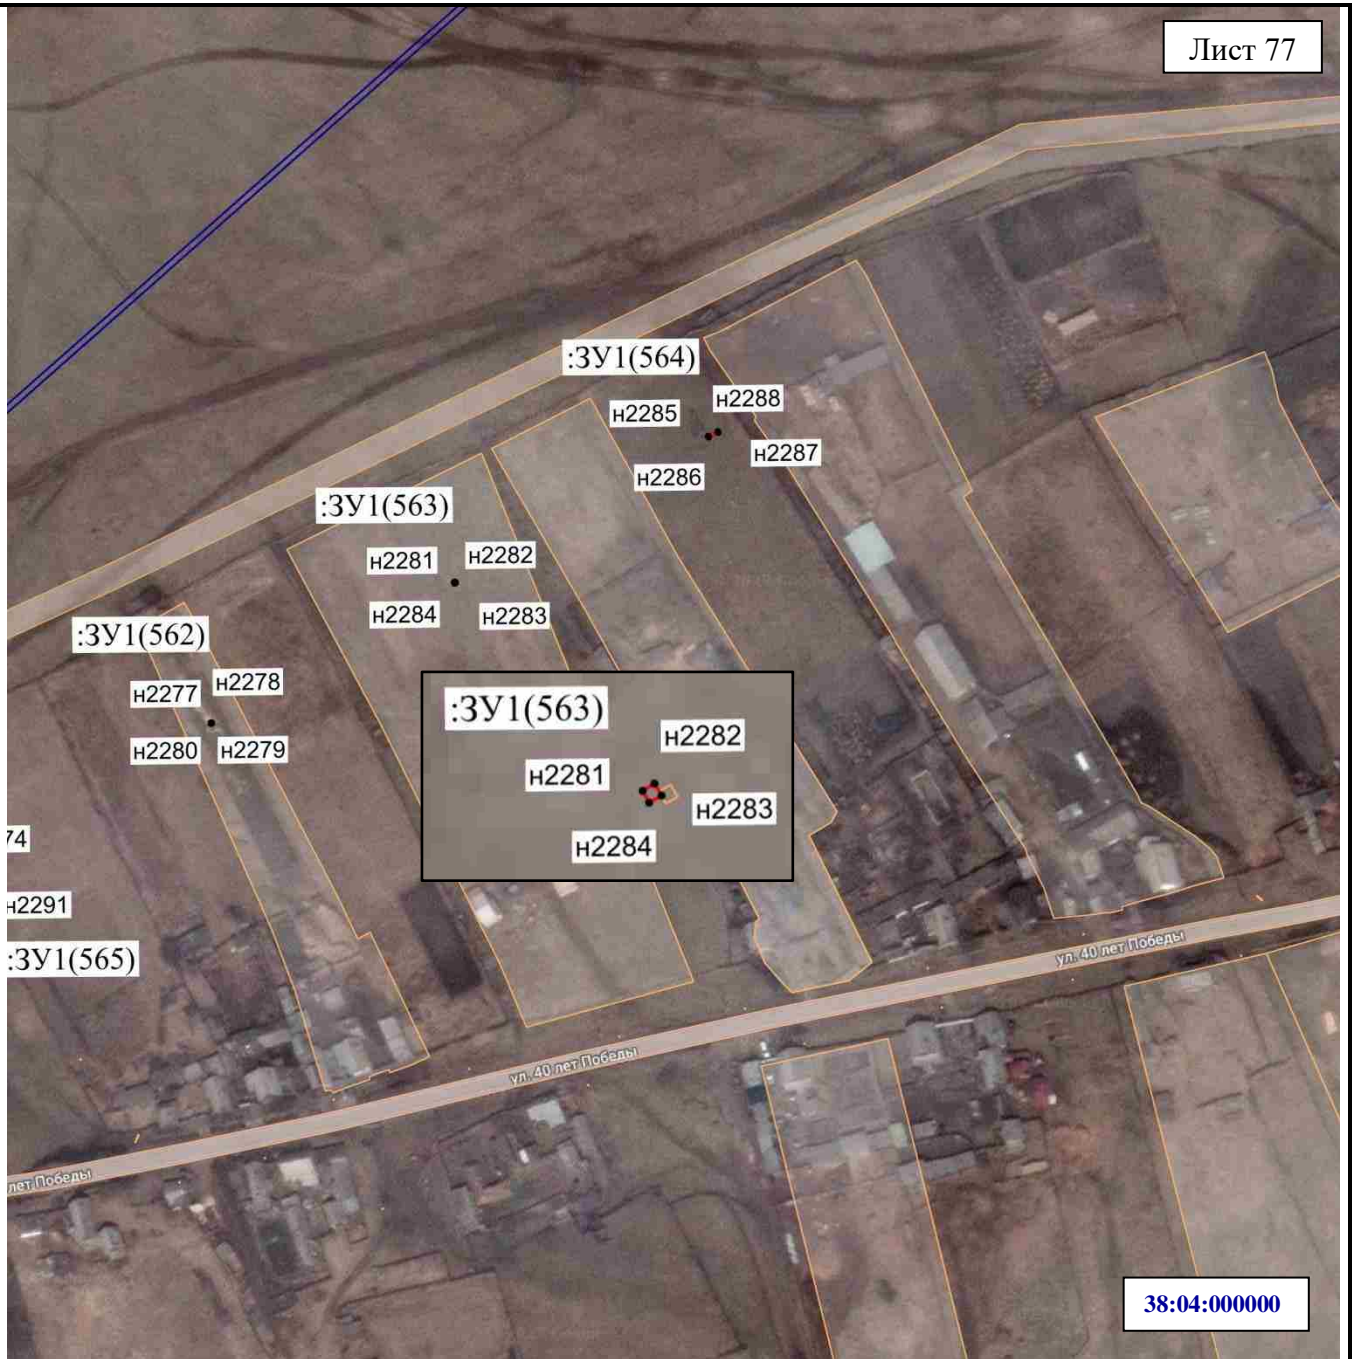 Лист 77
:ЗУ1(564)
н2288
н2285
н2287
н2286
:ЗУ1(563)
н2281
н2282
н2284
н2283
:ЗУ1(562)
н2277
н2278
н2280
н2279
:ЗУ1(563)
н2282
н2281
н2283
н2284
74
н2291
:ЗУ1(565)
ул. 40 лет Победы
ул. 40 лет Победы
лет Победы
38:04:000000